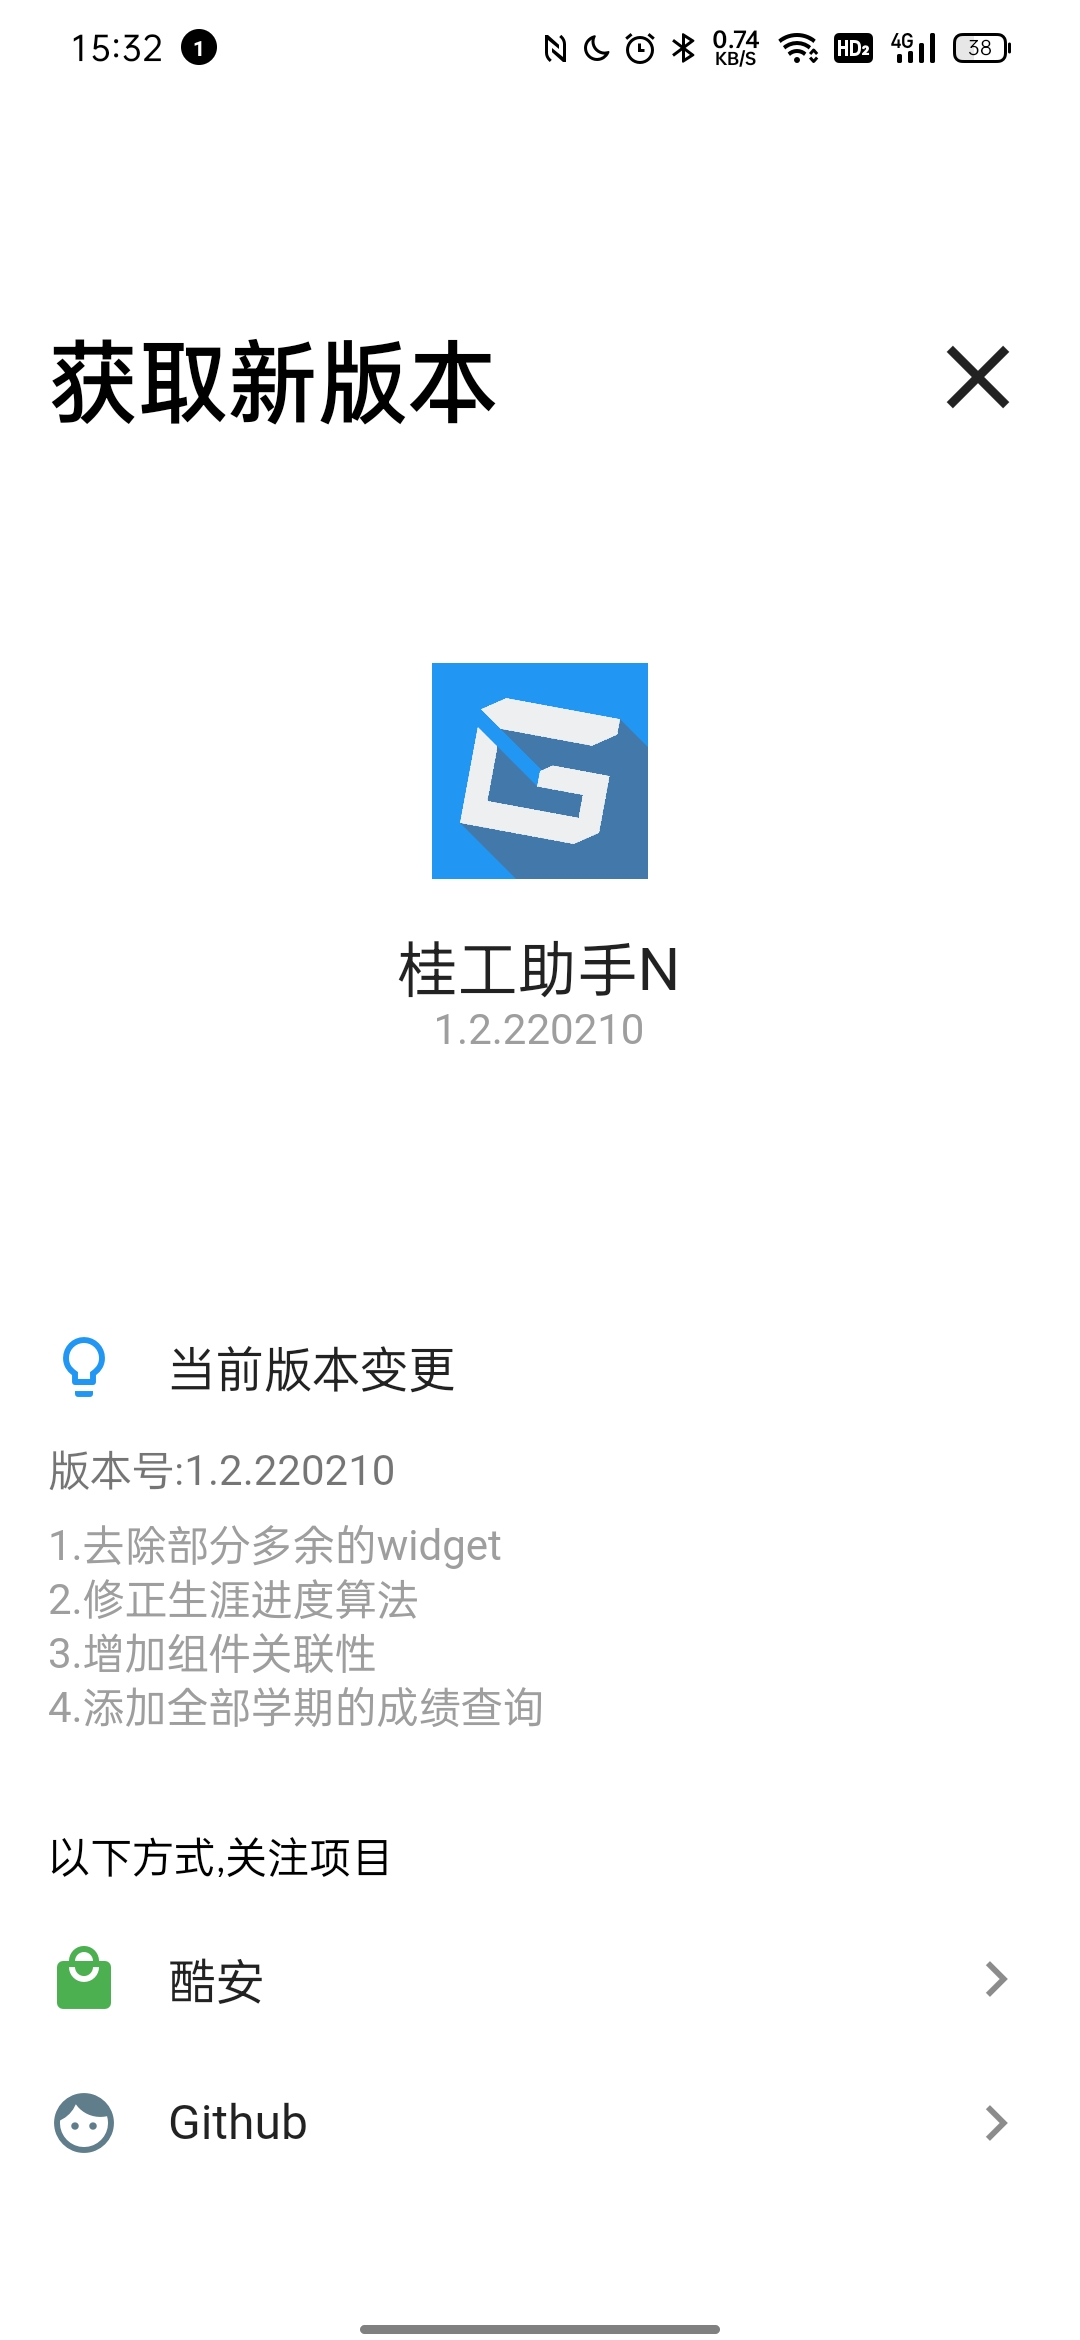 15:32 1 0.74 KB/S HD2 4G 38
获取新版本
桂工助手N
1.2.220210
当前版本变更
版本号:1.2.220210
1.去除部分多余的widget
2.修正生涯进度算法
3.增加组件关联性
4.添加全部学期的成绩查询
以下方式,关注项目
酷安
Github